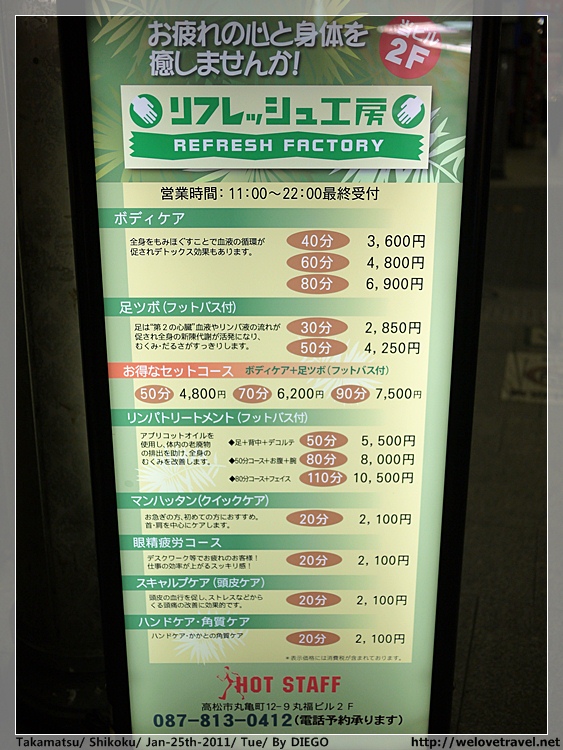 お疲れの心と身体を
癒しませんか!
当ビル
2F
リフレッシュ工房
REFRESH FACTORY
営業時間：11:00～22:00最終受付
ボディケア
全身をもみほぐすことで血液の循環が
促されデトックス効果もあります。
40分 3,600円
60分 4,800円
80分 6,900円
足ツボ(フットバス付)
足は"第2の心臓"血液やリンパ液の流れが
促され全身の新陳代謝が活発になり、
むくみ・だるさがすっきりします。
30分 2,850円
50分 4,250円
お得なセットコース ボディケア+足ツボ(フットバス付)
50分 4,800円 70分 6,200円 90分 7,500円
リンパトリートメント(フットバス付)
アプリコットオイルを
使用し、体内の老廃物
の排出を助け、全身の
むくみを改善します。
◆足+背中+デコルテ 50分 5,500円
◆50分コース+お腹+腕 80分 8,000円
◆80分コース+フェイス 110分 10,500円
マンハッタン(クイックケア)
お急ぎの方、初めての方におすすめ。
首・肩を中心にケアします。
20分 2,100円
眼精疲労コース
デスクワーク等でお疲れのお客様!
仕事の効率が上がるスッキリ感!
20分 2,100円
スキャルプケア(頭皮ケア)
頭皮の血行を促し、ストレスなどから
くる頭痛の改善に効果的です。
20分 2,100円
ハンドケア・角質ケア
ハンドケア・かかとの角質ケア
20分 2,100円
*表示価格には消費税が含まれております。
HOT STAFF
高松市丸亀町12-9丸福ビル2F
087-813-0412(電話予約承ります)
Takamatsu/ Shikoku/ Jan-25th-2011/ Tue/ By DIEGO
http://welovetravel.net